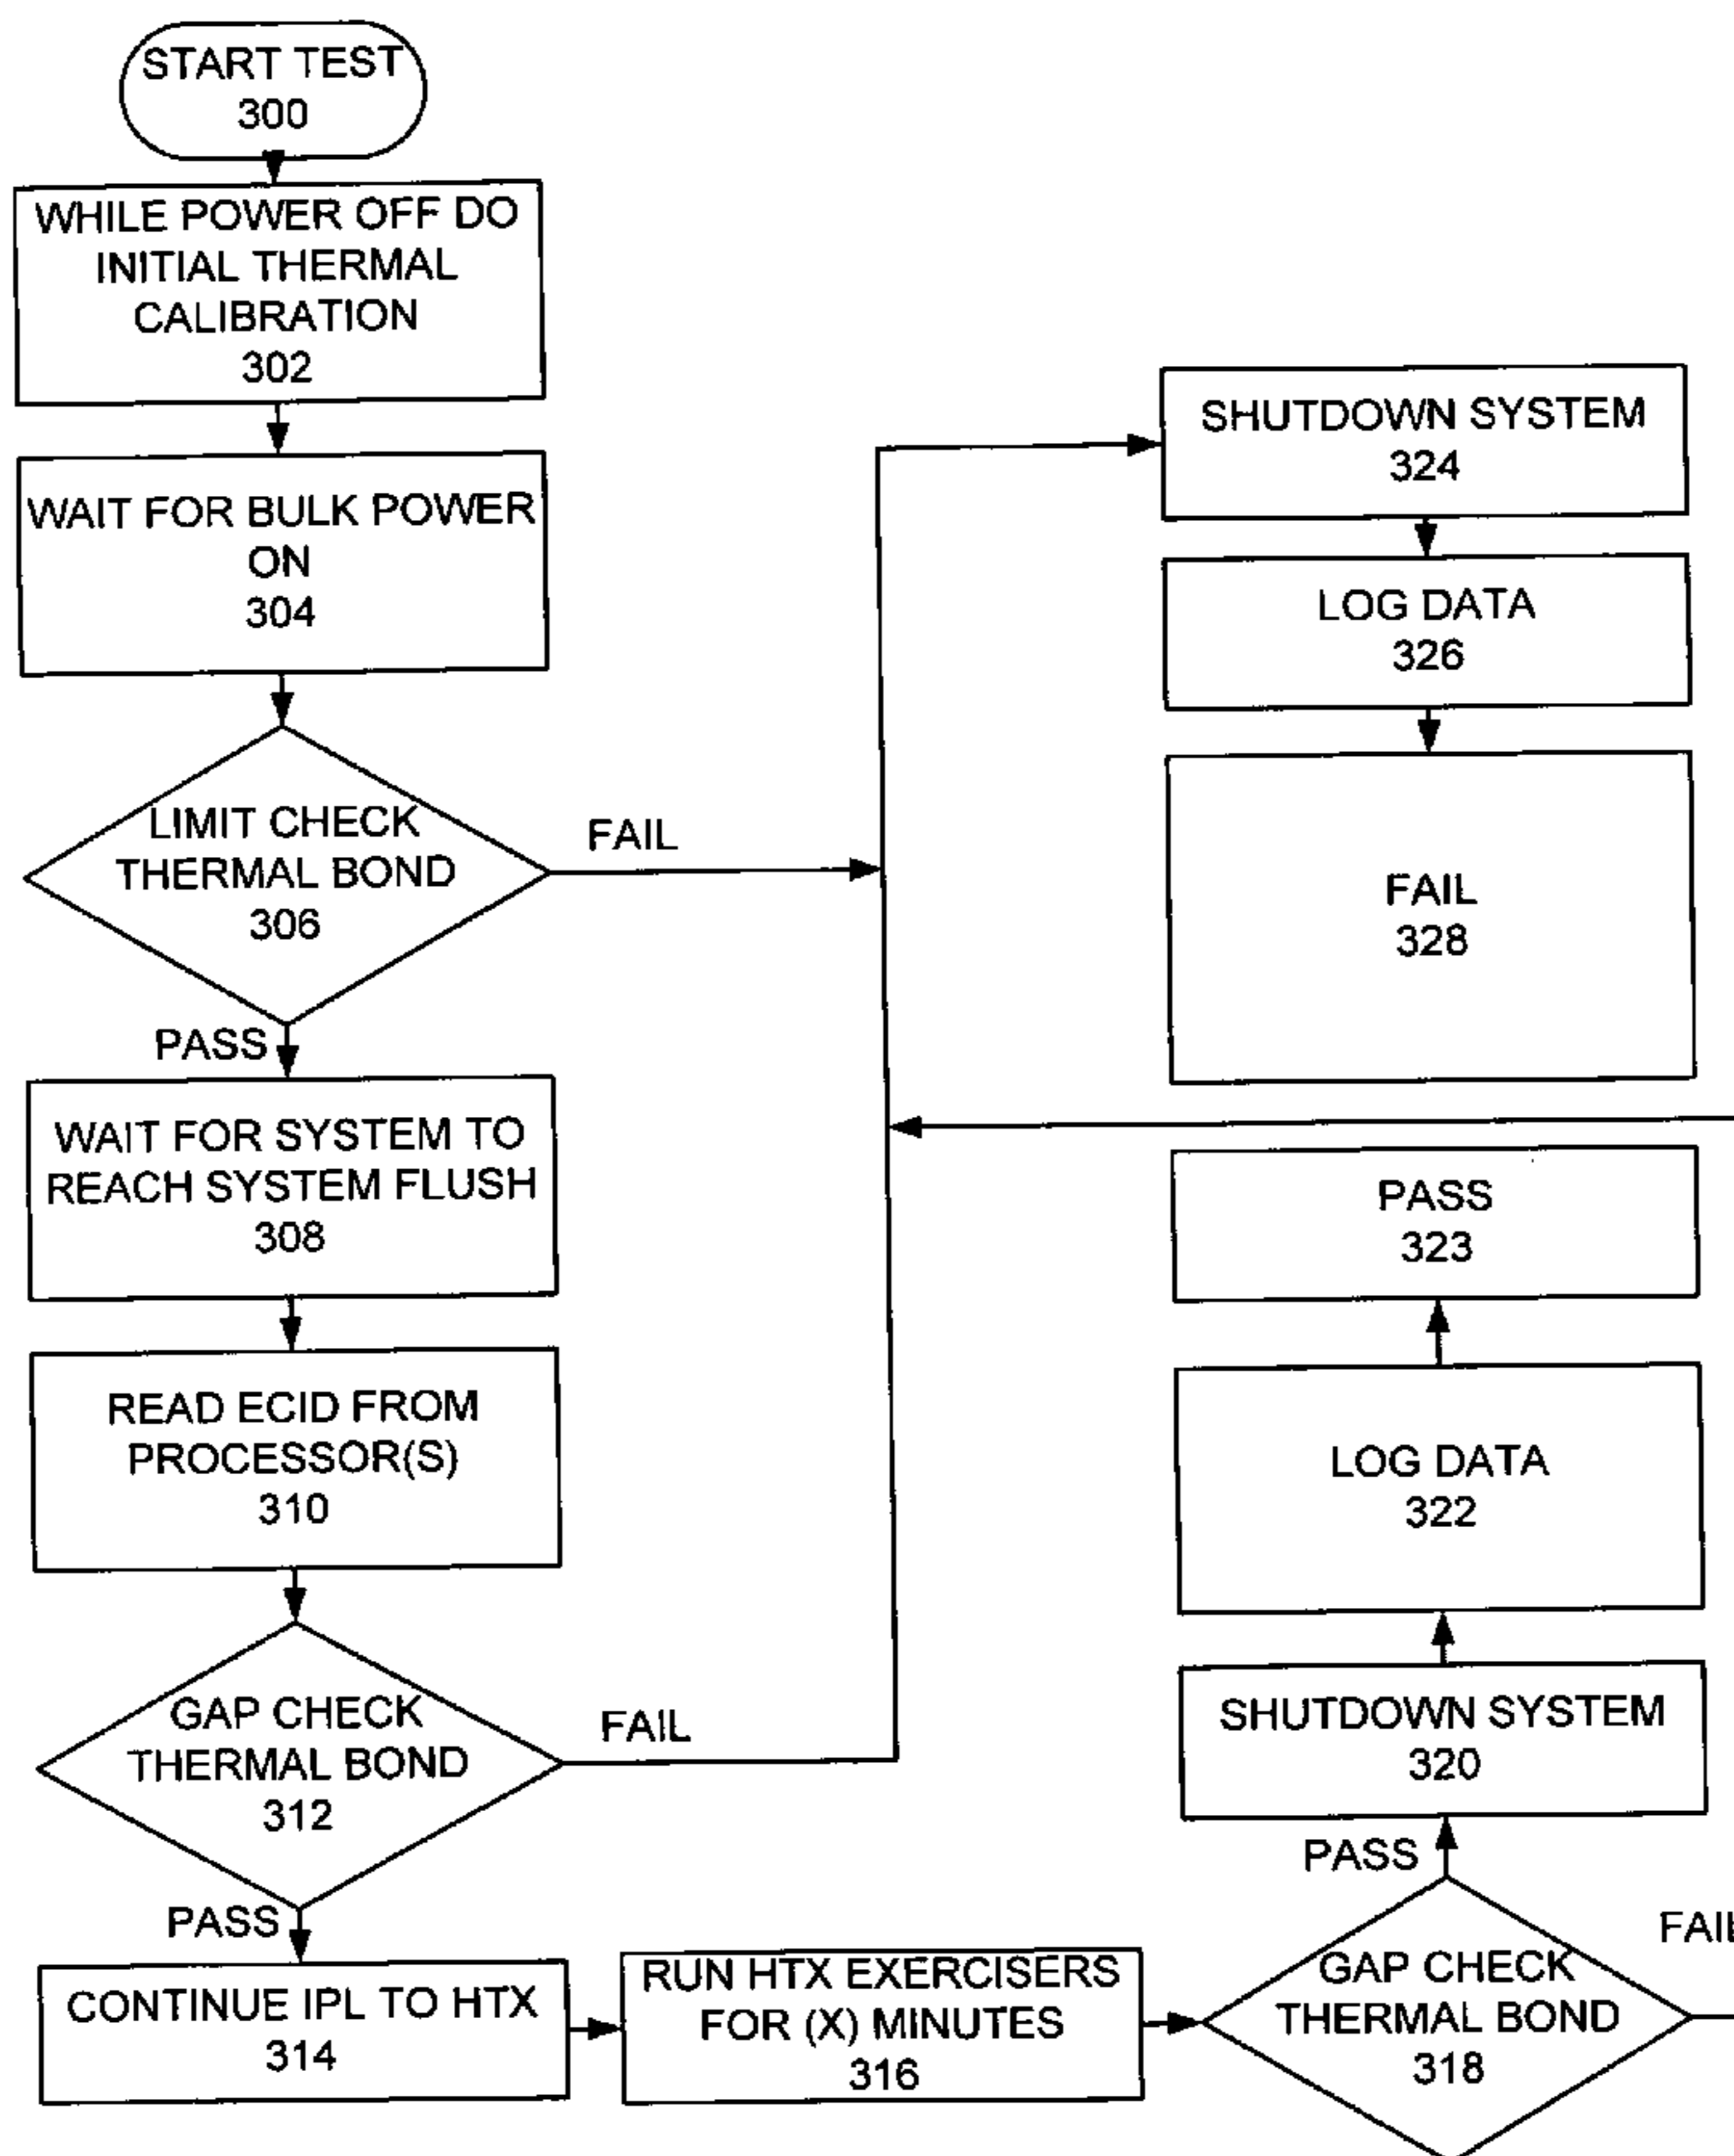 START TEST
300
WHILE POWER OFF DO
INITIAL THERMAL
CALIBRATION
302
WAIT FOR BULK POWER
ON
304
LIMIT CHECK
THERMAL BOND
306
FAIL
PASS
WAIT FOR SYSTEM TO
REACH SYSTEM FLUSH
308
READ ECID FROM
PROCESSOR(S)
310
GAP CHECK
THERMAL BOND
312
FAIL
PASS
CONTINUE IPL TO HTX
314
RUN HTX EXERCISERS
FOR (X) MINUTES
316
GAP CHECK
THERMAL BOND
318
FAIL
PASS
SHUTDOWN SYSTEM
320
LOG DATA
322
PASS
323
SHUTDOWN SYSTEM
324
LOG DATA
326
FAIL
328